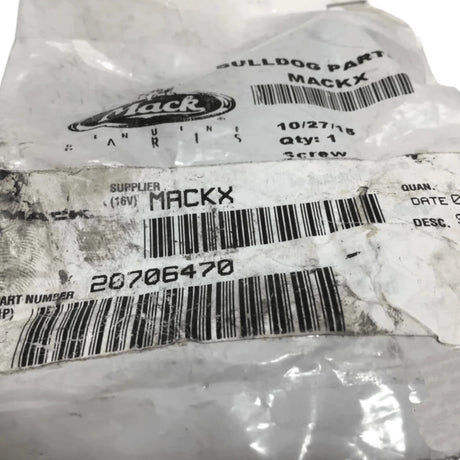 BULLDOG PART
MACKX
Mack
GENUINE
PARTS
10/27/15
Qty: 1
Screw
MACK
SUPPLIER
(16V) MACKX
QUAN.
DATE 0
DESC. S
PART NUMBER 20706470
(P)